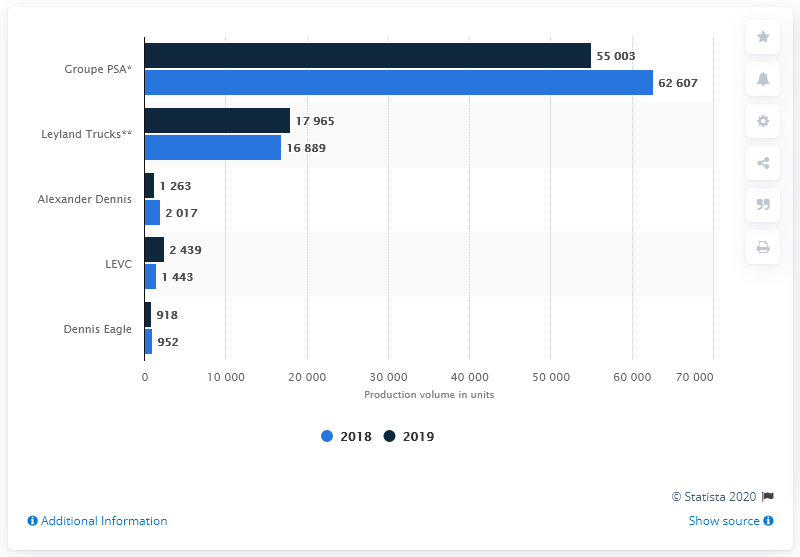 Groupe PSA*
55 003
62 607
Leyland Trucks**
17 965
16 889
Alexander Dennis
1 263
2 017
LEVC
2 439
1 443
Dennis Eagle
918
952
0 10 000 20 000 30 000 40 000 50 000 60 000 70 000
Production volume in units
2018 2019
© Statista 2020
Additional Information Show source